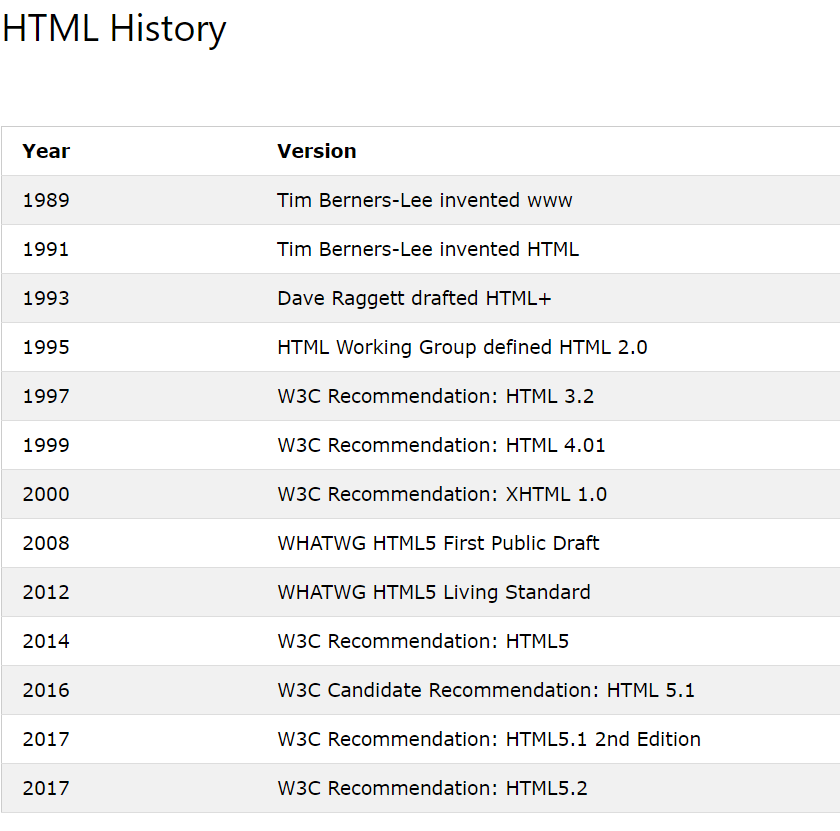 HTML History
Year Version
1989 Tim Berners-Lee invented www
1991 Tim Berners-Lee invented HTML
1993 Dave Raggett drafted HTML+
1995 HTML Working Group defined HTML 2.0
1997 W3C Recommendation: HTML 3.2
1999 W3C Recommendation: HTML 4.01
2000 W3C Recommendation: XHTML 1.0
2008 WHATWG HTML5 First Public Draft
2012 WHATWG HTML5 Living Standard
2014 W3C Recommendation: HTML5
2016 W3C Candidate Recommendation: HTML 5.1
2017 W3C Recommendation: HTML5.1 2nd Edition
2017 W3C Recommendation: HTML5.2